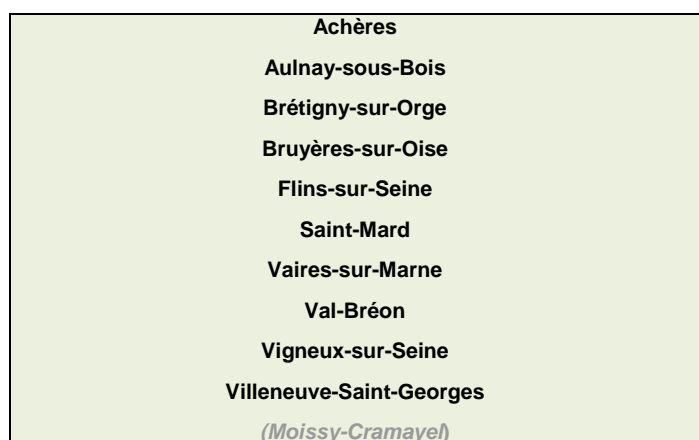 Achères
Aulnay-sous-Bois
Brétigny-sur-Orge
Bruyères-sur-Oise
Flins-sur-Seine
Saint-Mard
Vaires-sur-Marne
Val-Bréon
Vigneux-sur-Seine
Villeneuve-Saint-Georges
(Moissy-Cramayel)